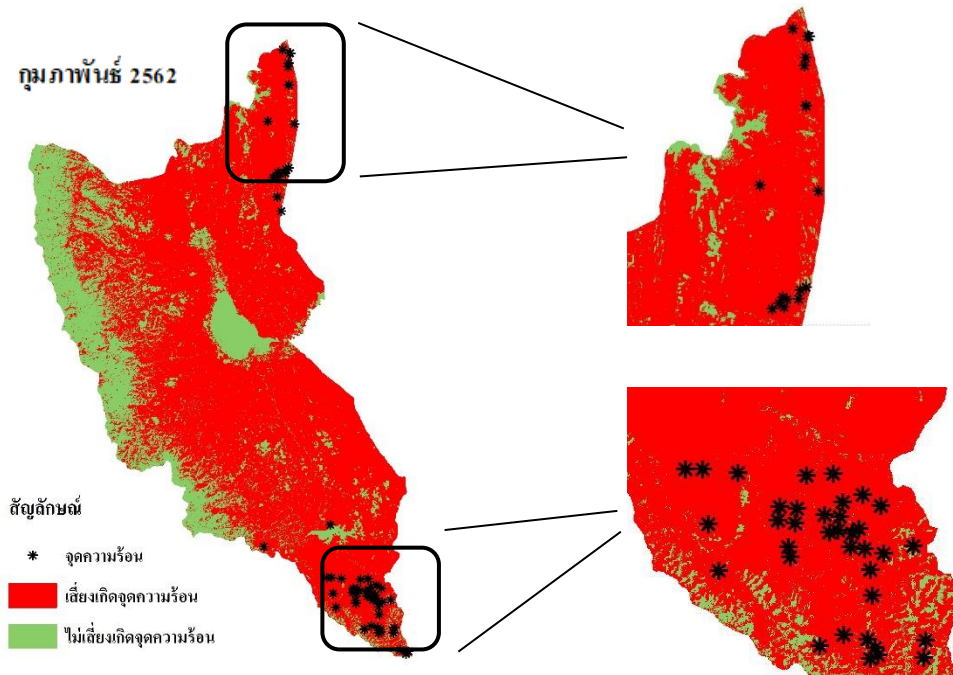 กุมภาพันธ์ 2562
สัญลักษณ์
จุดความร้อน
เสี่ยงเกิดจุดความร้อน
ไม่เสี่ยงเกิดจุดความร้อน